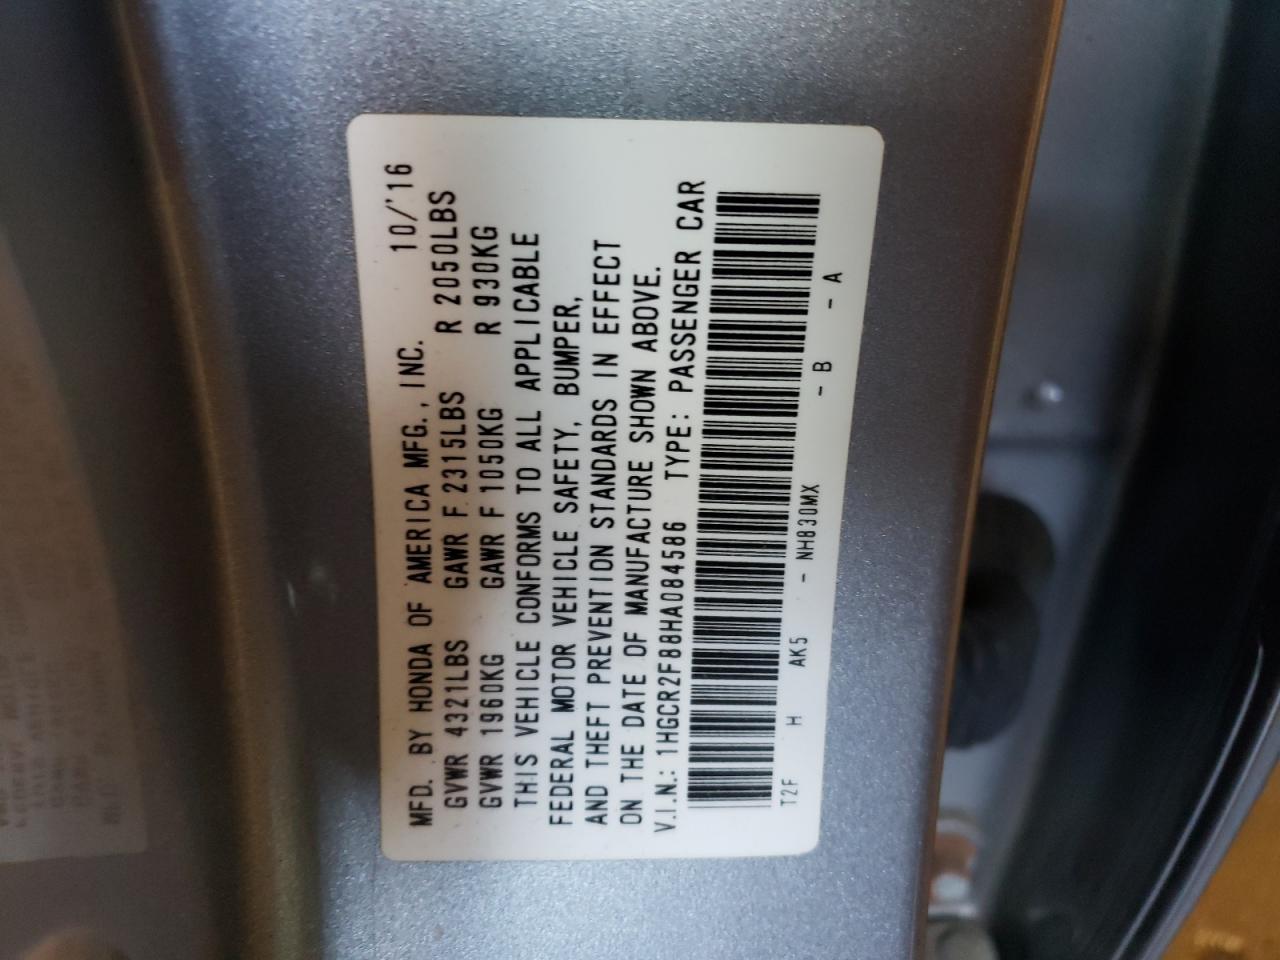 MFD. BY HONDA OF AMERICA MFG., INC. 10/'16
GVWR 4321LBS GAWR F 2315LBS R 2050LBS
GVWR 1960KG GAWR F 1050KG R 930KG
THIS VEHICLE CONFORMS TO ALL APPLICABLE
FEDERAL MOTOR VEHICLE SAFETY, BUMPER,
AND THEFT PREVENTION STANDARDS IN EFFECT
ON THE DATE OF MANUFACTURE SHOWN ABOVE.
V.I.N.: 1HGCR2F88HA084586 TYPE: PASSENGER CAR
T2F H AK5 - NH830MX - B - A